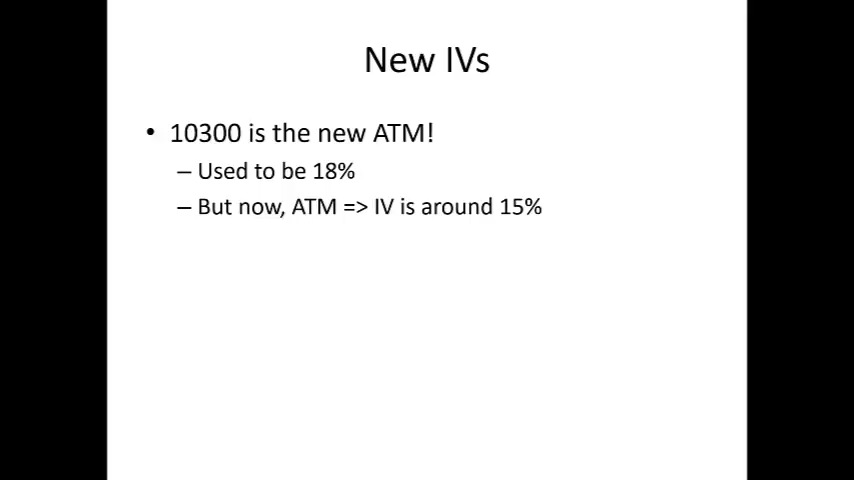 New IVs
• 10300 is the new ATM!
– Used to be 18%
– But now, ATM => IV is around 15%